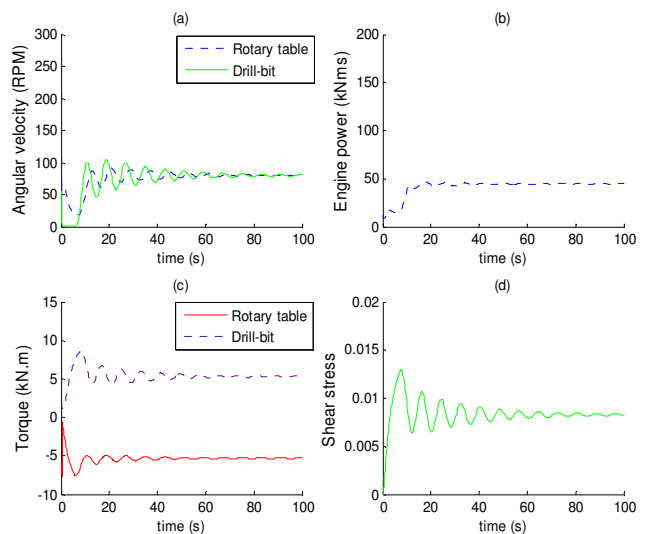 (a)
Angular velocity (RPM)
300
250
200
150
100
50
0
Rotary table
Drill-bit
0 20 40 60 80 100
time (s)
(b)
Engine power (kNms)
200
150
100
50
0
0 20 40 60 80 100
time (s)
(c)
Torque (kN.m)
15
10
5
0
-5
-10
Rotary table
Drill-bit
0 20 40 60 80 100
time (s)
(d)
Shear stress
0.02
0.015
0.01
0.005
0
0 20 40 60 80 100
time (s)